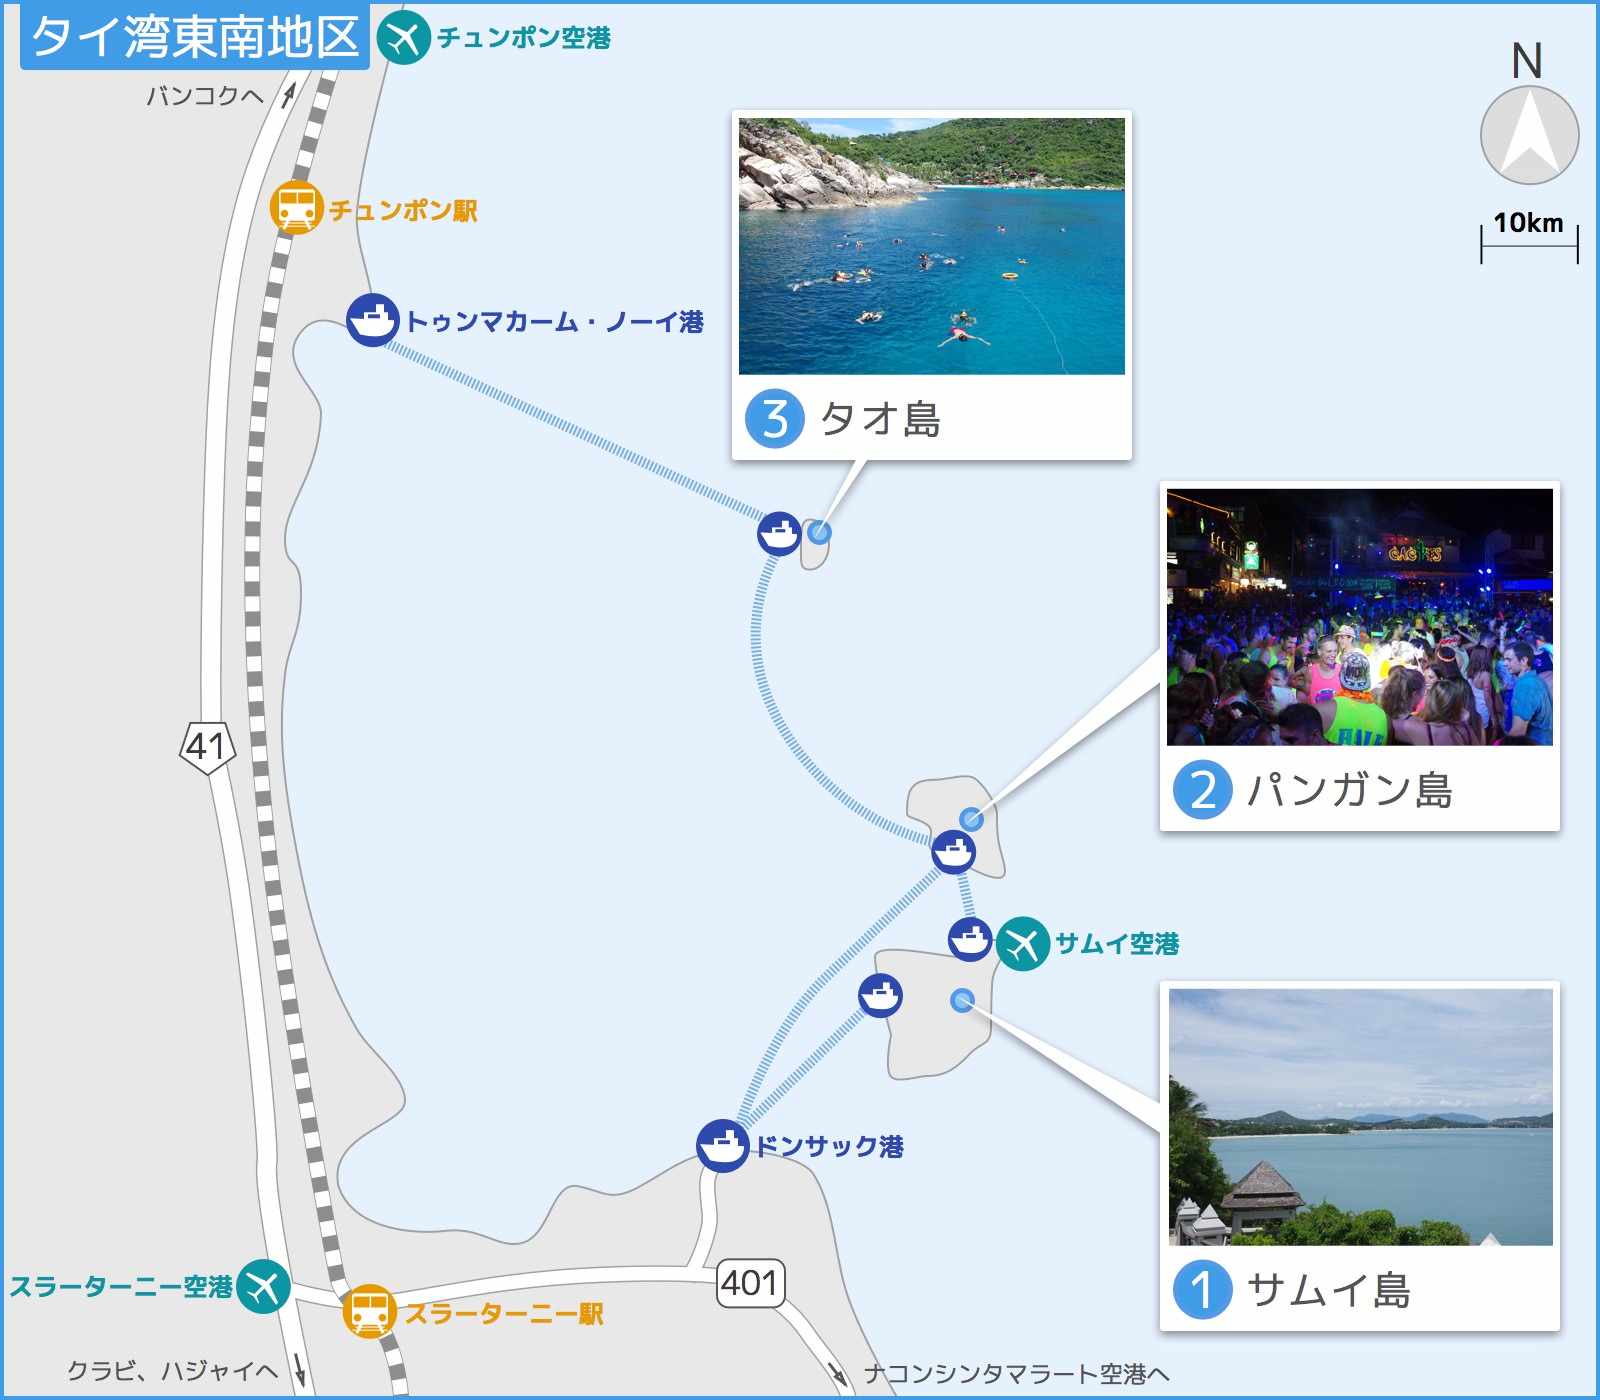 タイ湾東南地区
チュンポン空港
N
バンコクへ
10km
チュンポン駅
トゥンマカーム・ノーイ港
3 タオ島
CACTUS
HALF
2 パンガン島
41
サムイ空港
ドンサック港
1 サムイ島
スラーターニー空港
401
スラーターニー駅
クラビ、ハジャイへ
ナコンシンタマラート空港へ